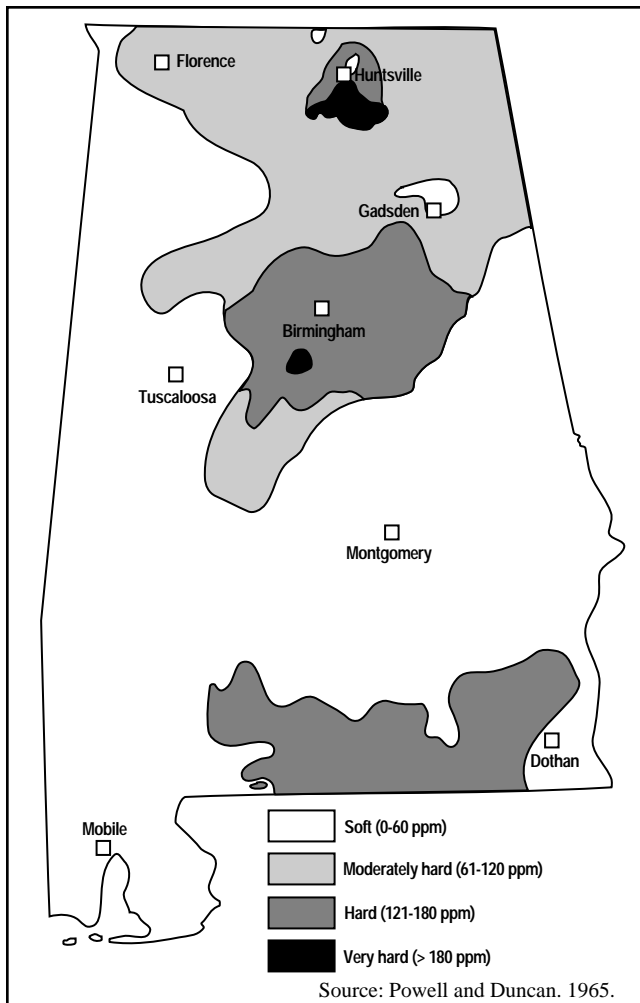 Florence
Huntsville
Gadsden
Birmingham
Tuscaloosa
Montgomery
Dothan
Mobile
Soft (0-60 ppm)
Moderately hard (61-120 ppm)
Hard (121-180 ppm)
Very hard (> 180 ppm)
Source: Powell and Duncan. 1965.